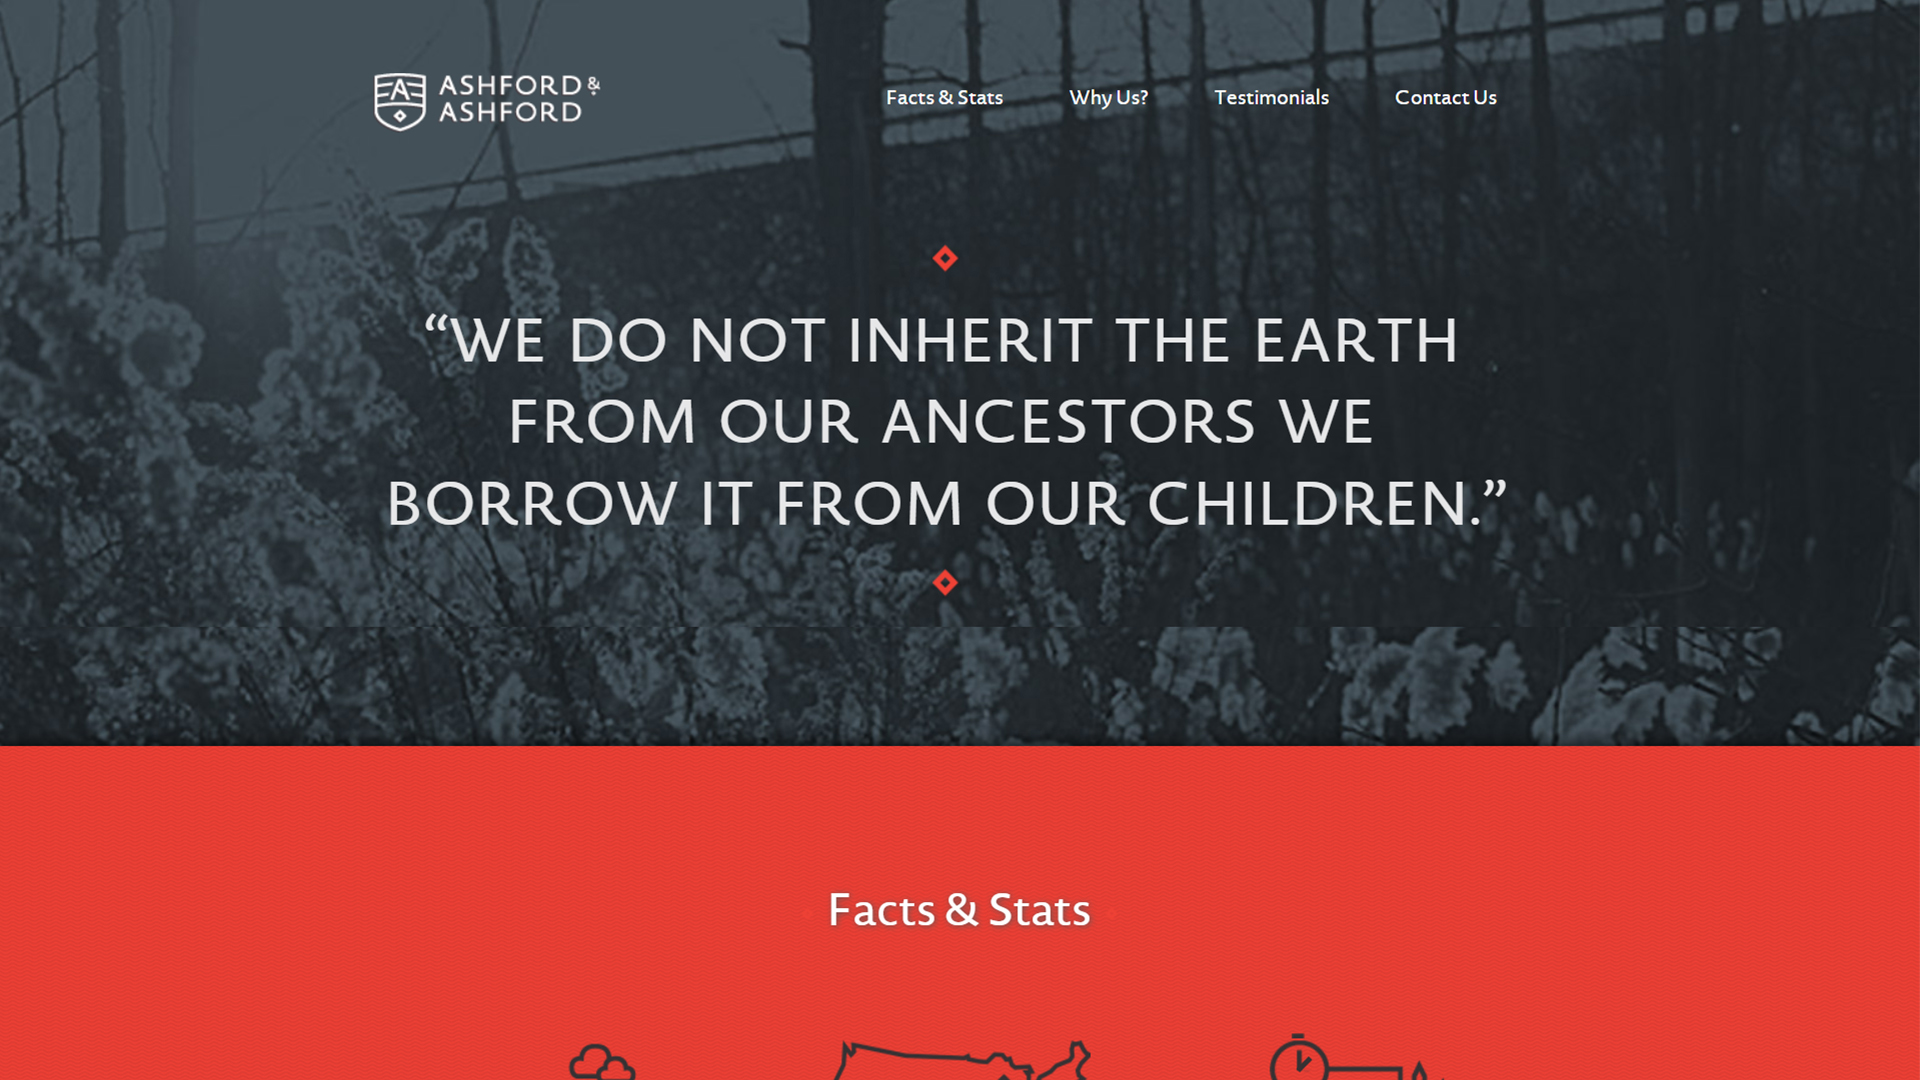 ASHFORD &
ASHFORD
Facts & Stats
Why Us?
Testimonials
Contact Us
“WE DO NOT INHERIT THE EARTH
FROM OUR ANCESTORS WE
BORROW IT FROM OUR CHILDREN.”
Facts & Stats